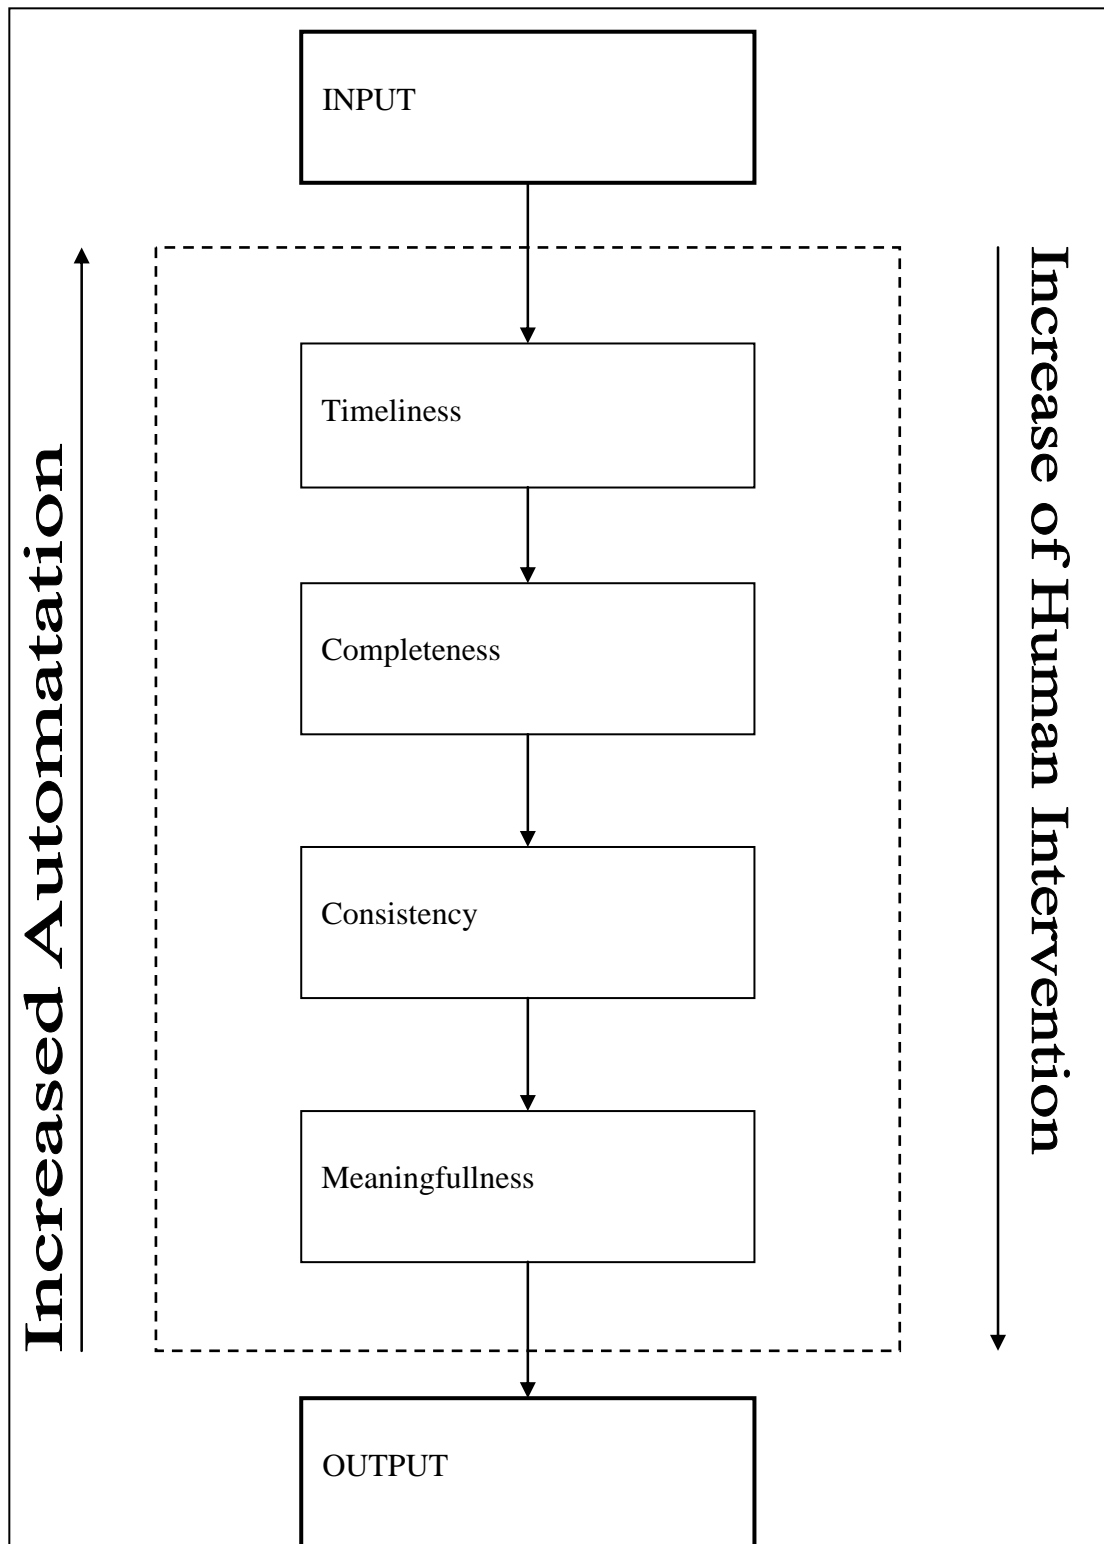 INPUT
Increased Automatation
Increase of Human Intervention
Timeliness
Completeness
Consistency
Meaningfullness
OUTPUT